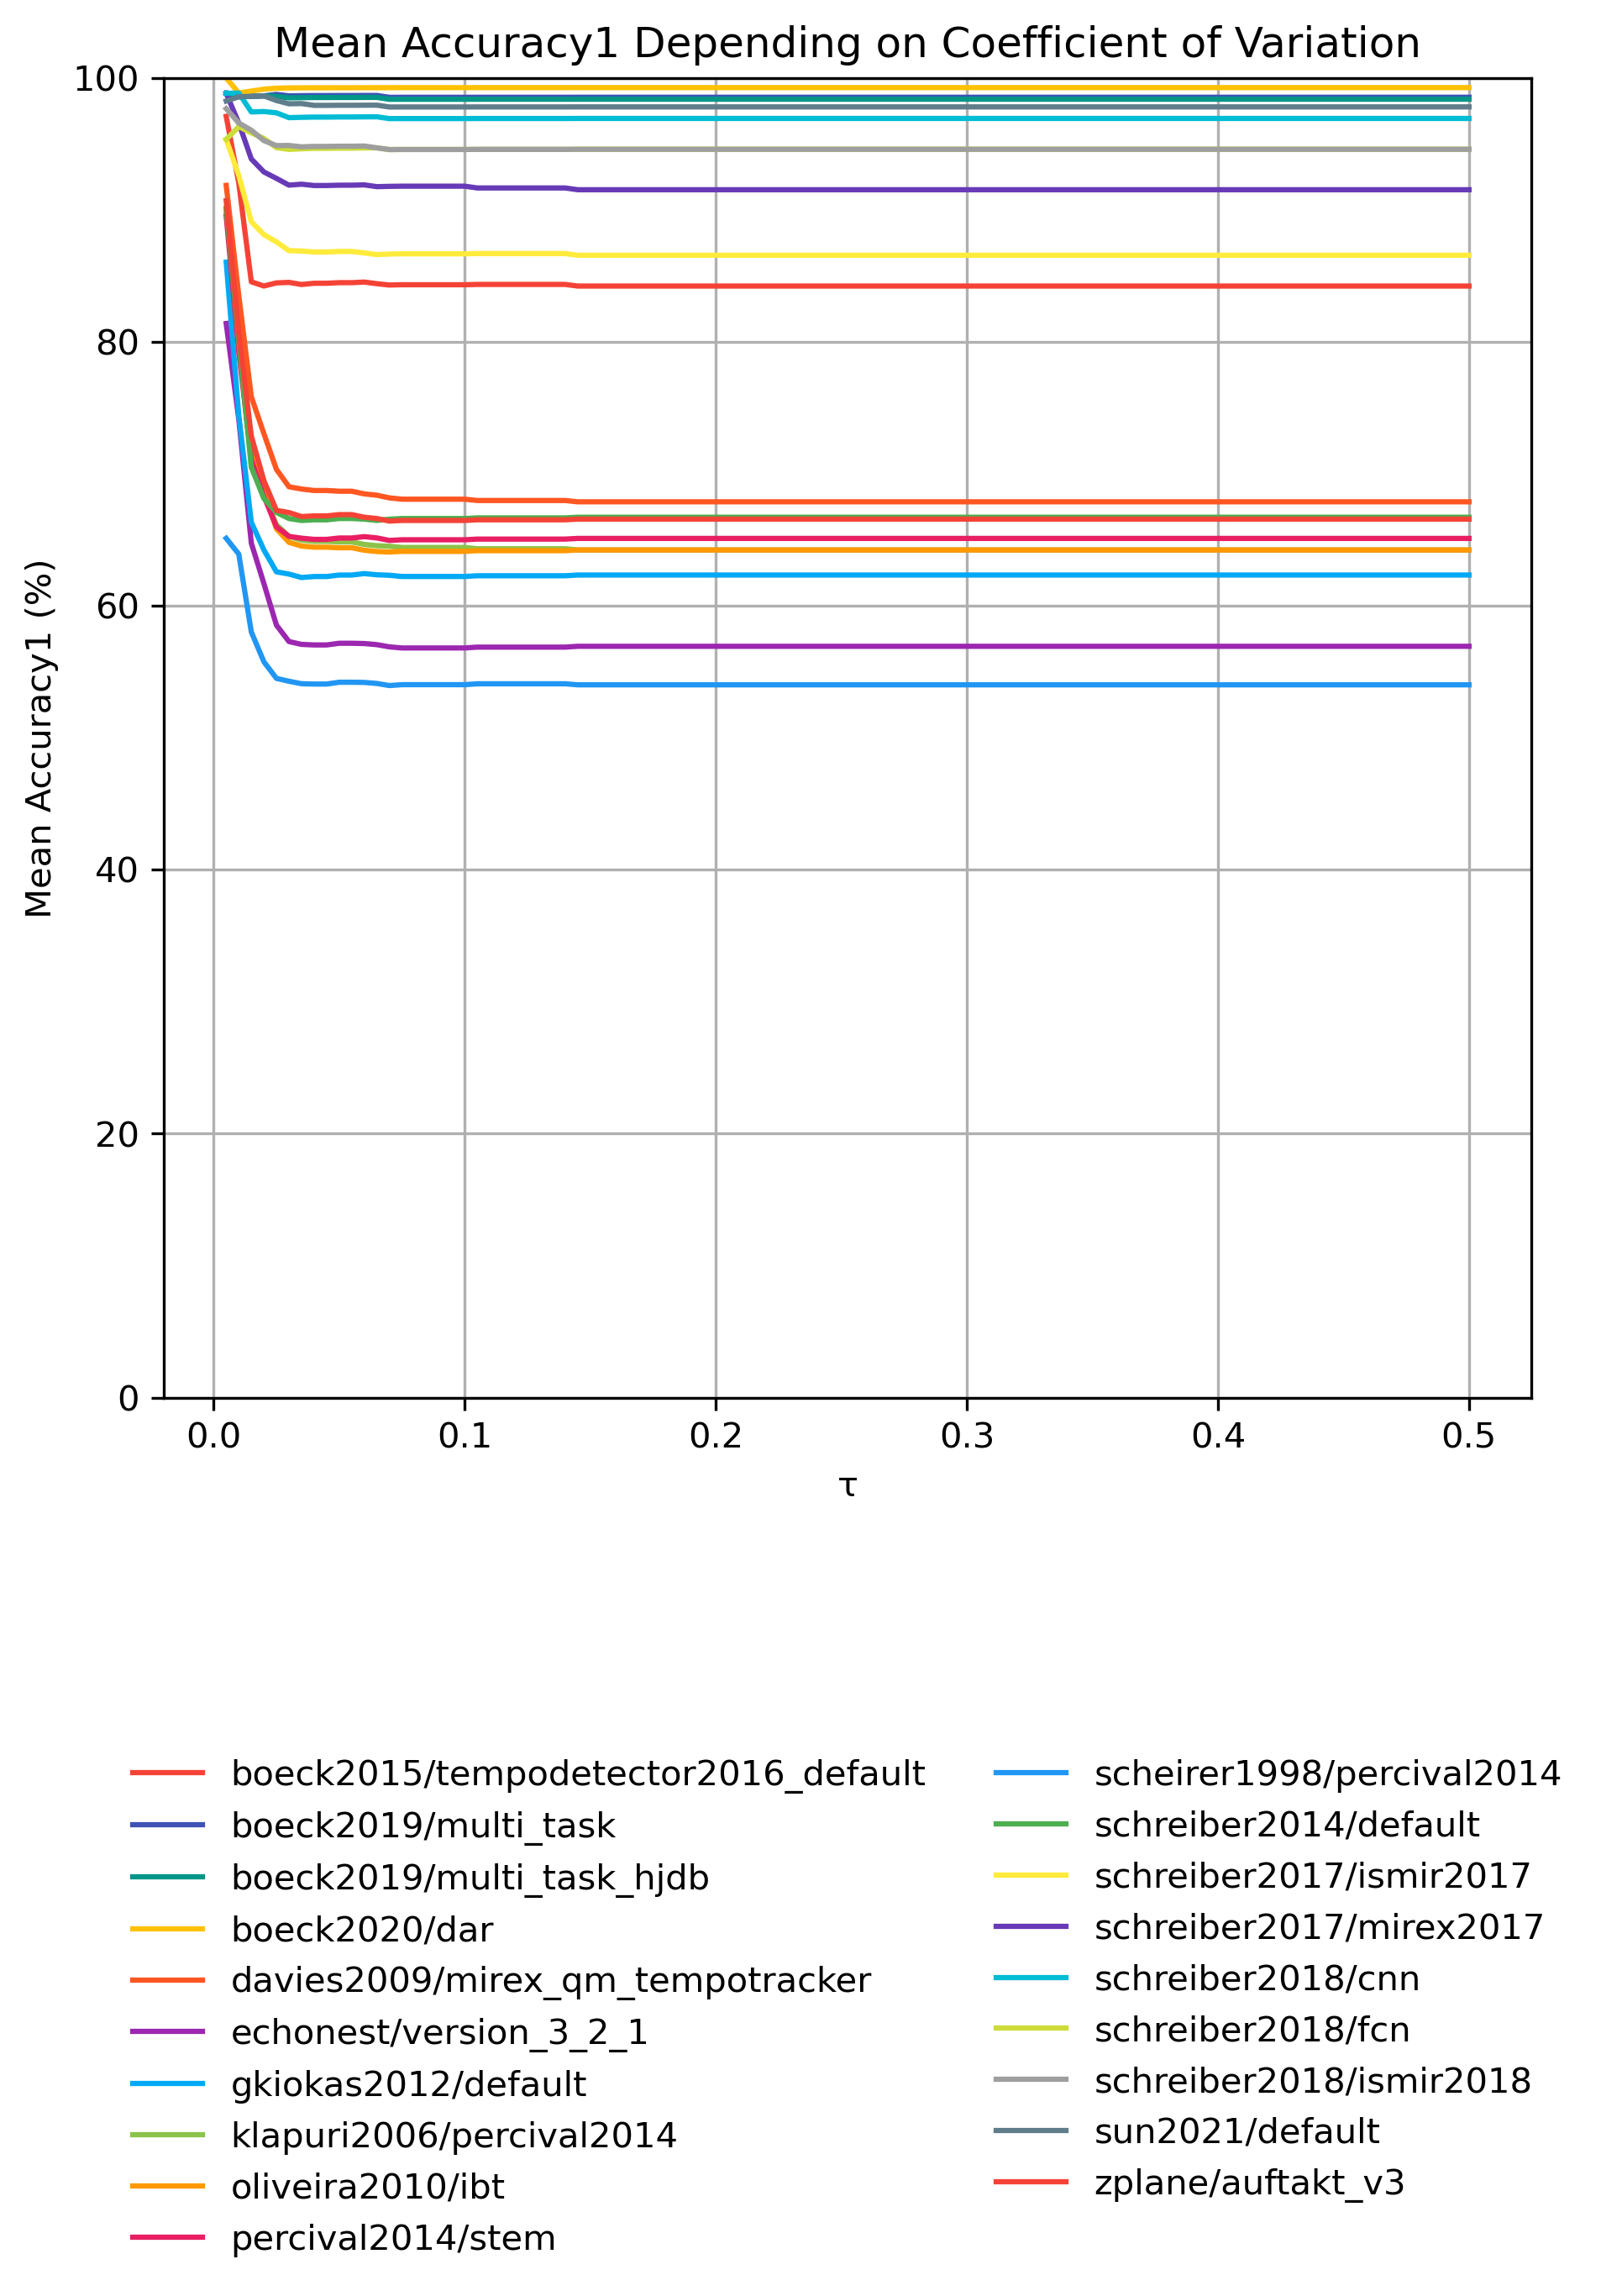 Mean Accuracy1 Depending on Coefficient of Variation
100
80
60
40
20
0
Mean Accuracy1 (%)
0.0 0.1 0.2 0.3 0.4 0.5
τ
boeck2015/tempodetector2016_default
boeck2019/multi_task
boeck2019/multi_task_hjdb
boeck2020/dar
davies2009/mirex_qm_tempotracker
echonest/version_3_2_1
gkiokas2012/default
klapuri2006/percival2014
oliveira2010/ibt
percival2014/stem
scheirer1998/percival2014
schreiber2014/default
schreiber2017/ismir2017
schreiber2017/mirex2017
schreiber2018/cnn
schreiber2018/fcn
schreiber2018/ismir2018
sun2021/default
zplane/auftakt_v3